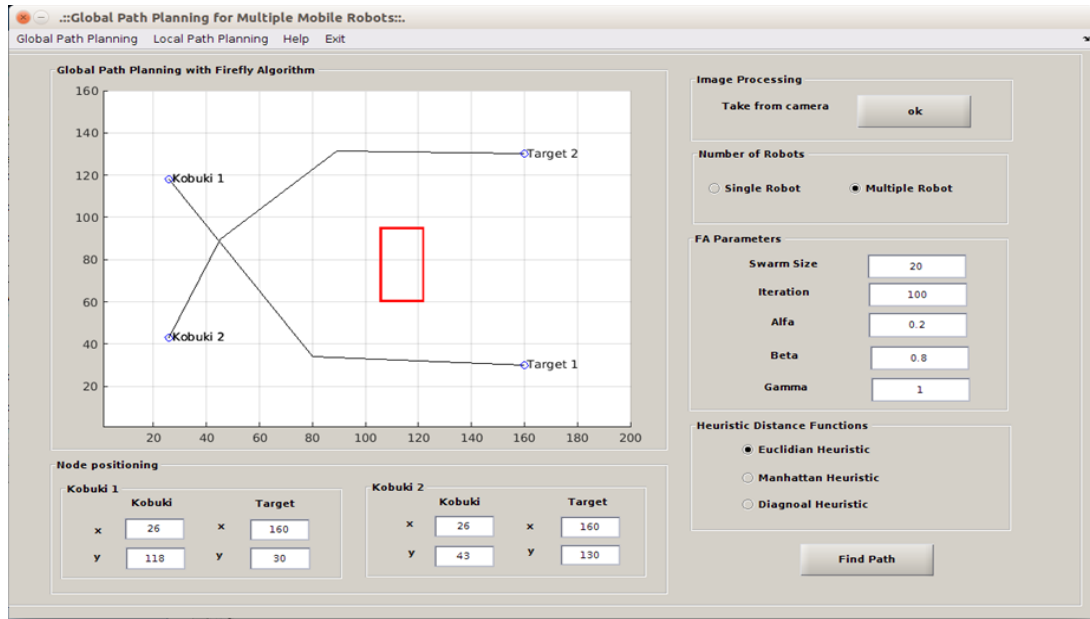 .::Global Path Planning for Multiple Mobile Robots::.
Global Path Planning Local Path Planning Help Exit
Global Path Planning with Firefly Algorithm
160
140
120
100
80
60
40
20
20 40 60 80 100 120 140 160 180 200
Kobuki 1
Target 2
Kobuki 2
Target 1
Node positioning
Kobuki 1
Kobuki Target
x 26 x 160
y 118 y 30
Kobuki 2
Kobuki Target
x 26 x 160
y 43 y 130
Image Processing
Take from camera ok
Number of Robots
Single Robot Multiple Robot
FA Parameters
Swarm Size 20
Iteration 100
Alfa 0.2
Beta 0.8
Gamma 1
Heuristic Distance Functions
Euclidian Heuristic
Manhattan Heuristic
Diagnoal Heuristic
Find Path